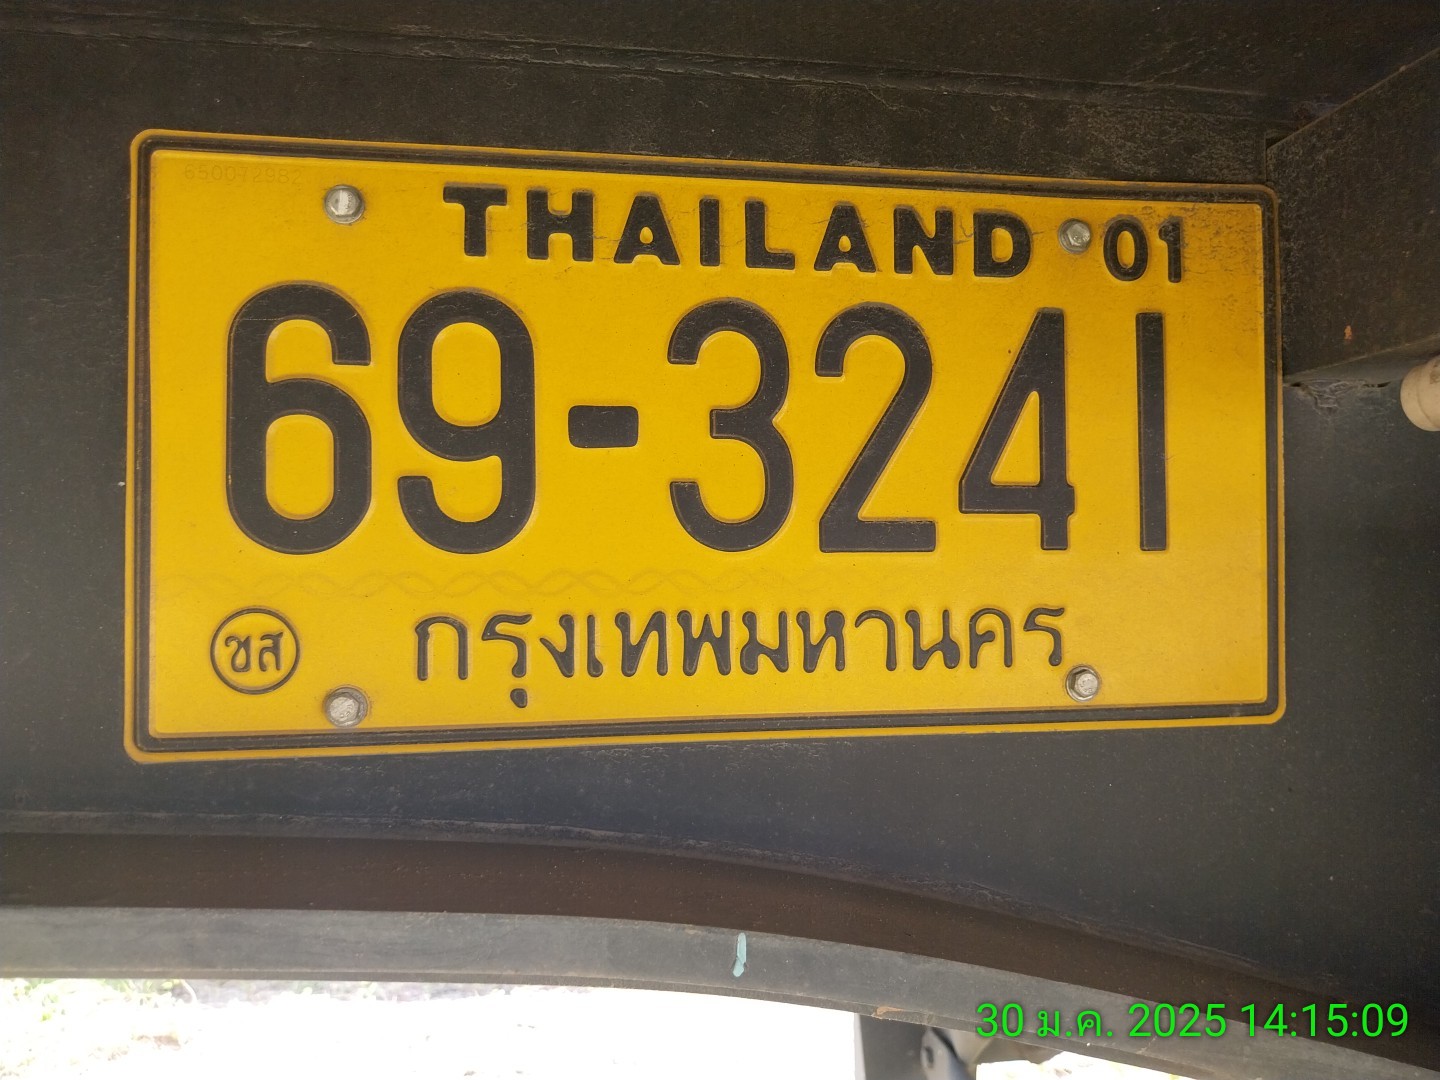 THAILAND 01
69-3241
ขส กรุงเทพมหานคร
30 ม.ค. 2025 14:15:09